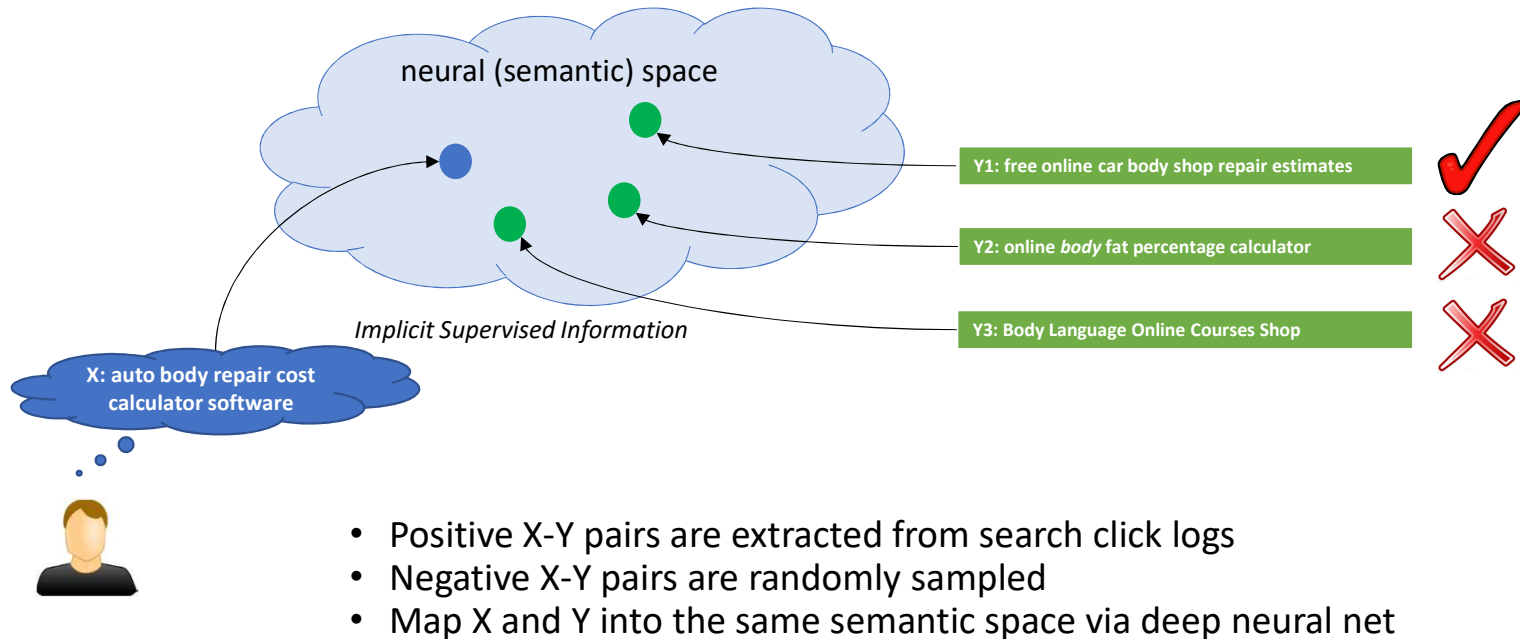 neural (semantic) space
Y1: free online car body shop repair estimates
Y2: online body fat percentage calculator
Y3: Body Language Online Courses Shop
Implicit Supervised Information
X: auto body repair cost
calculator software
• Positive X-Y pairs are extracted from search click logs
• Negative X-Y pairs are randomly sampled
• Map X and Y into the same semantic space via deep neural net